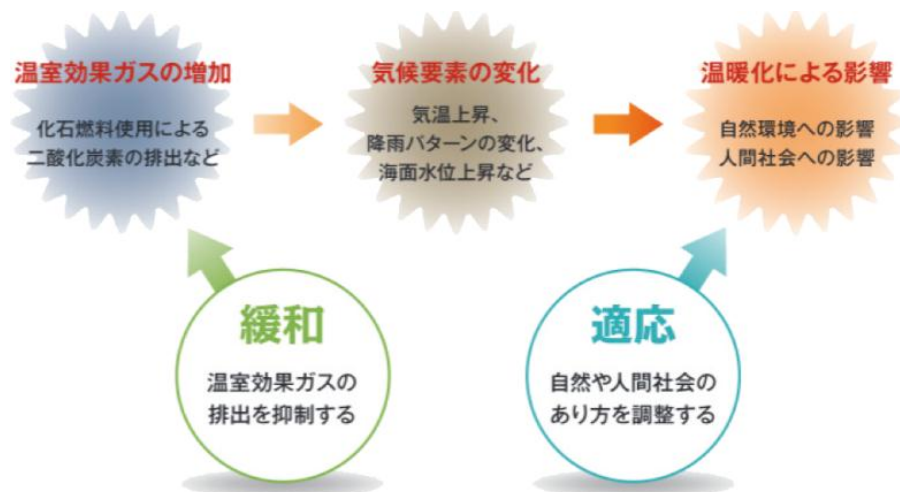 温室効果ガスの増加
化石燃料使用による
二酸化炭素の排出など
気候要素の変化
気温上昇、
降雨パターンの変化、
海面水位上昇など
温暖化による影響
自然環境への影響
人間社会への影響
緩和
温室効果ガスの
排出を抑制する
適応
自然や人間社会の
あり方を調整する